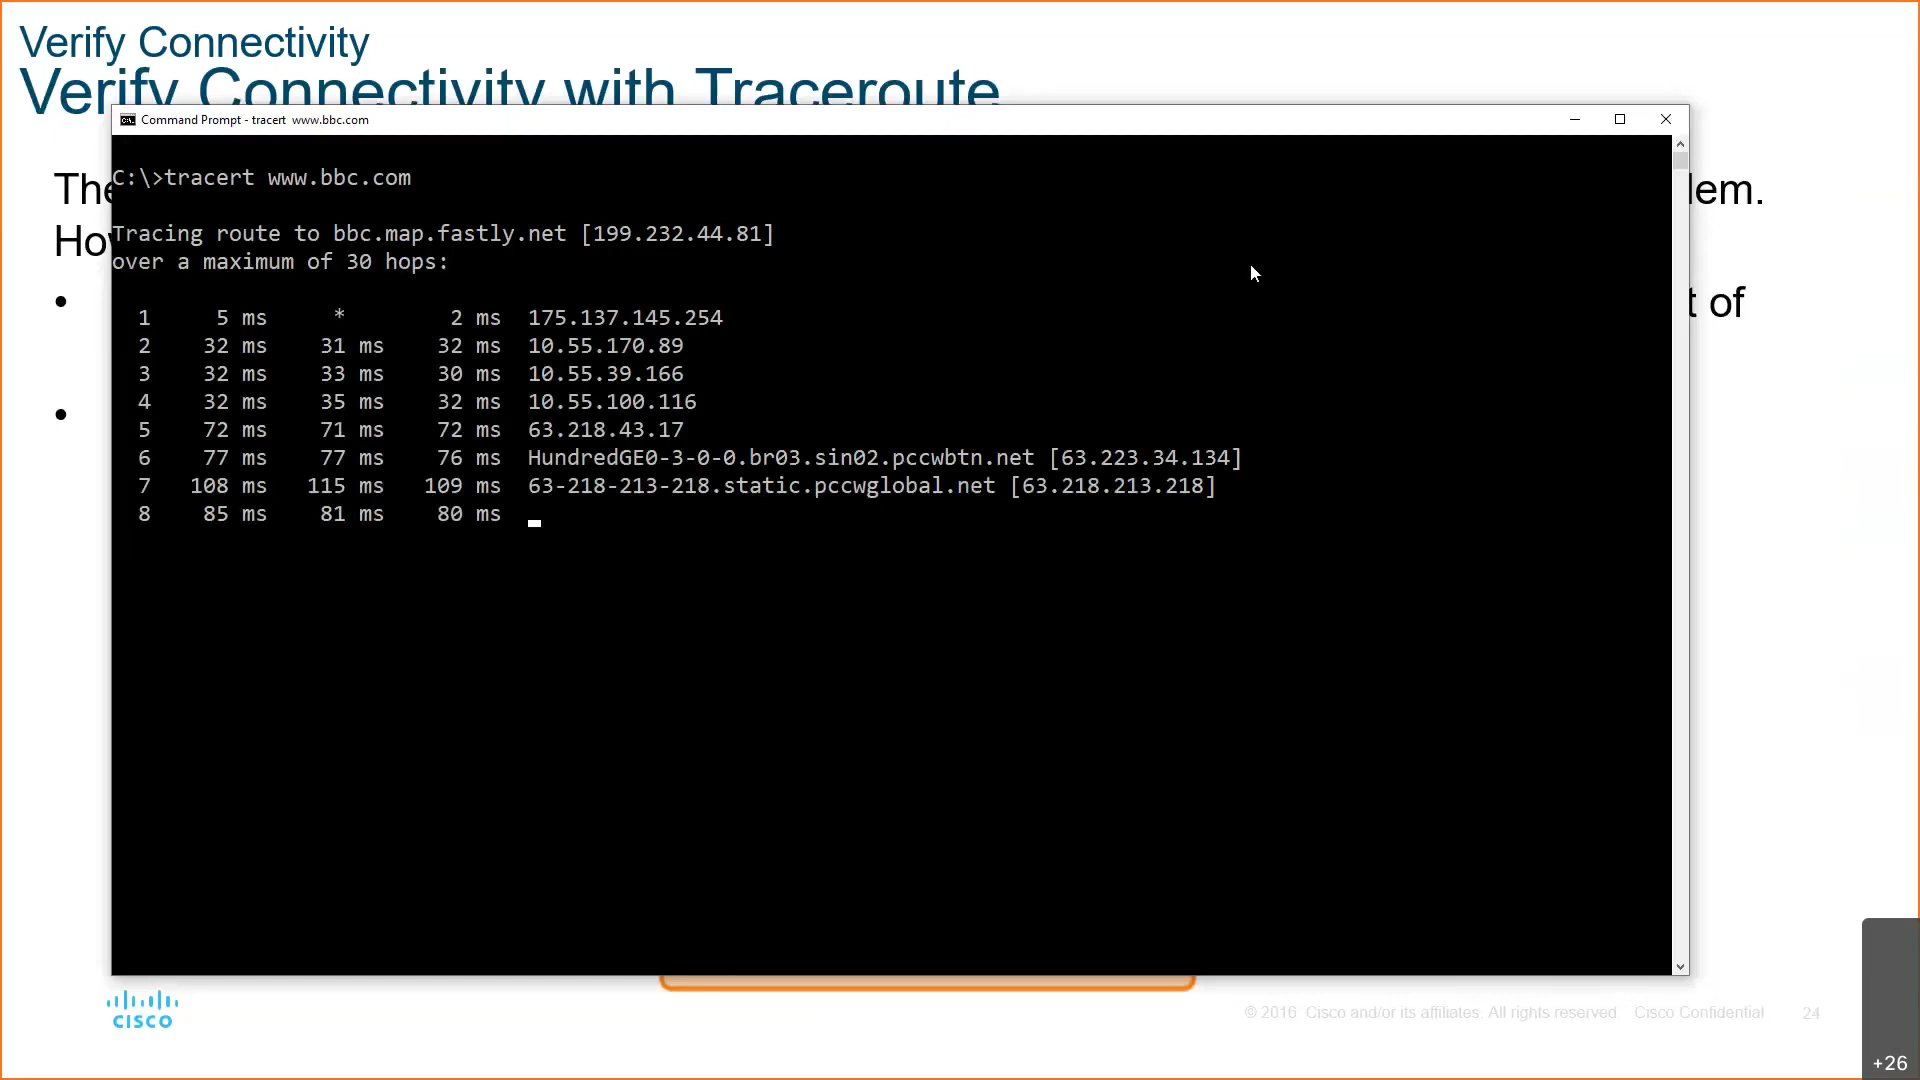 Verify Connectivity
Verify Connectivity with Traceroute
Command Prompt - tracert www.bbc.com
C:\>tracert www.bbc.com
The
lem.
Tracing route to bbc.map.fastly.net [199.232.44.81]
over a maximum of 30 hops:
t of
1 5 ms * 2 ms 175.137.145.254
2 32 ms 31 ms 32 ms 10.55.170.89
3 32 ms 33 ms 30 ms 10.55.39.166
4 32 ms 35 ms 32 ms 10.55.100.116
5 72 ms 71 ms 72 ms 63.218.43.17
6 77 ms 77 ms 76 ms HundredGE0-3-0-0.br03.sin02.pccwbtn.net [63.223.34.134]
7 108 ms 115 ms 109 ms 63-218-213-218.static.pccwglobal.net [63.218.213.218]
8 85 ms 81 ms 80 ms
CISCO
© 2016 Cisco and/or its affiliates. All rights reserved. Cisco Confidential 24
+26